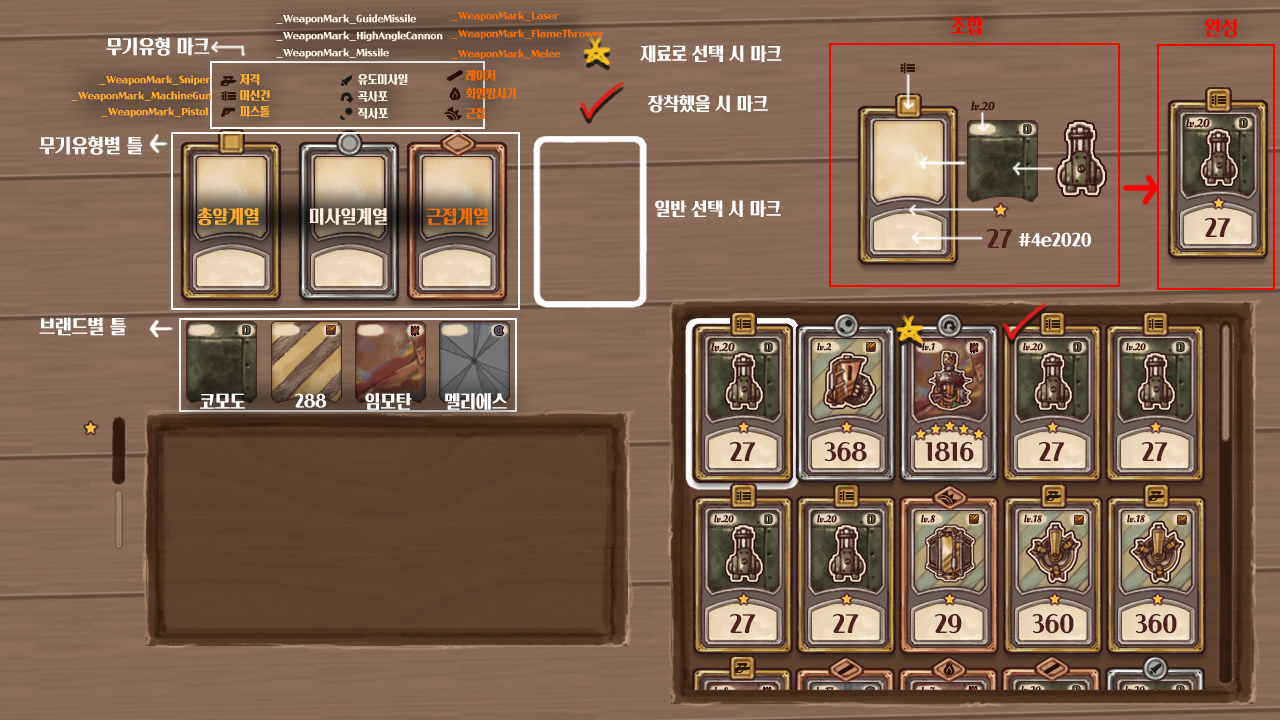 _WeaponMark_GuideMissile
_WeaponMark_HighAngleCannon
_WeaponMark_Missile
_WeaponMark_Laser
_WeaponMark_FlameThrower
_WeaponMark_Melee
무기유형 마크
_WeaponMark_Sniper
_WeaponMark_MachineGun
_WeaponMark_Pistol
저격
머신건
피스톨
유도미사일
곡사포
직사포
레이저
화염방사기
근접
재료로 선택 시 마크
장착했을 시 마크
일반 선택 시 마크
무기유형별 틀
총알계열
미사일계열
근접계열
브랜드별 틀
코모도
288
임모탄
멜리에스
조합
lv.20
27 #4e2020
완성
lv.20
27
lv.20
27
lv.2
368
lv.1
1816
lv.20
27
lv.20
27
lv.20
27
lv.20
27
lv.8
29
lv.18
360
lv.18
360